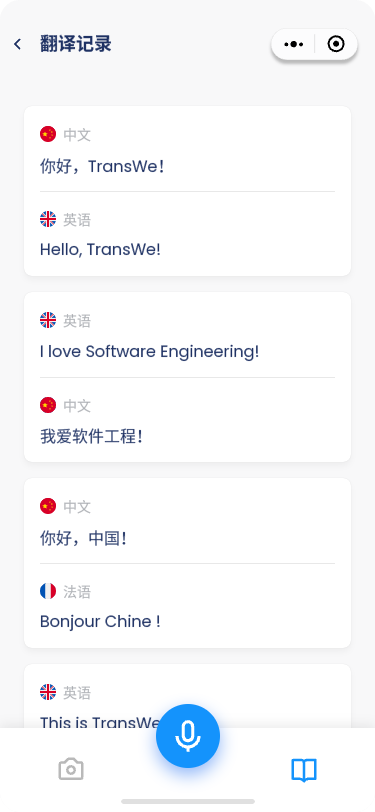 翻译记录
中文
你好，TransWe！
英语
Hello, TransWe!
英语
I love Software Engineering!
中文
我爱软件工程！
中文
你好，中国！
法语
Bonjour Chine !
英语
This is TransWe